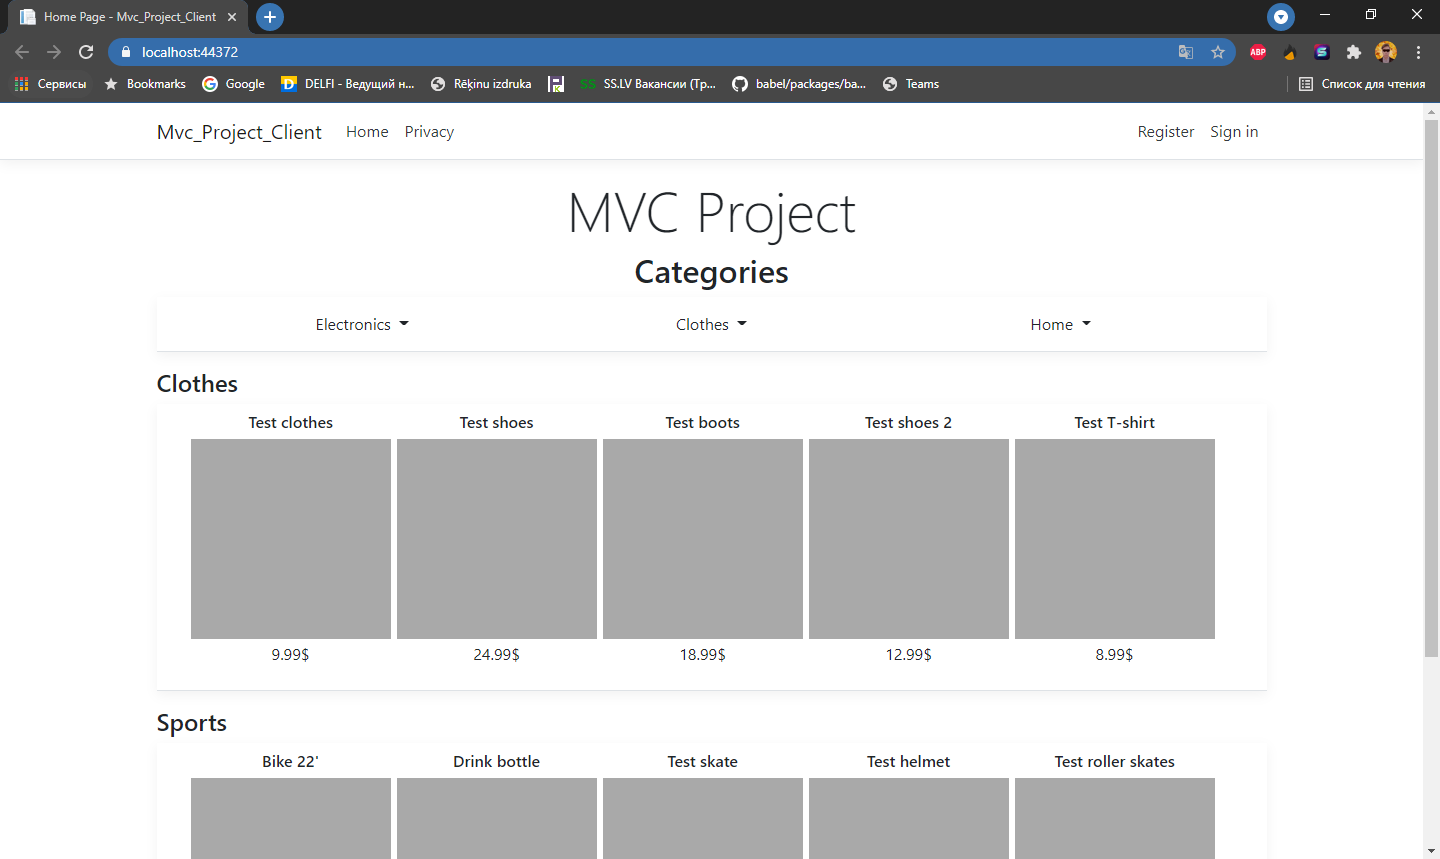 Home Page - Mvc_Project_Client
localhost:44372
ABP
Сервисы Bookmarks Google DELFI - Ведущий н... Rēķinu izdruka SS SS.LV Вакансии (Тр... babel/packages/ba... Teams Список для чтения
Mvc_Project_Client Home Privacy Register Sign in
MVC Project
Categories
Electronics Clothes Home
Clothes
Test clothes Test shoes Test boots Test shoes 2 Test T-shirt
9.99$ 24.99$ 18.99$ 12.99$ 8.99$
Sports
Bike 22' Drink bottle Test skate Test helmet Test roller skates